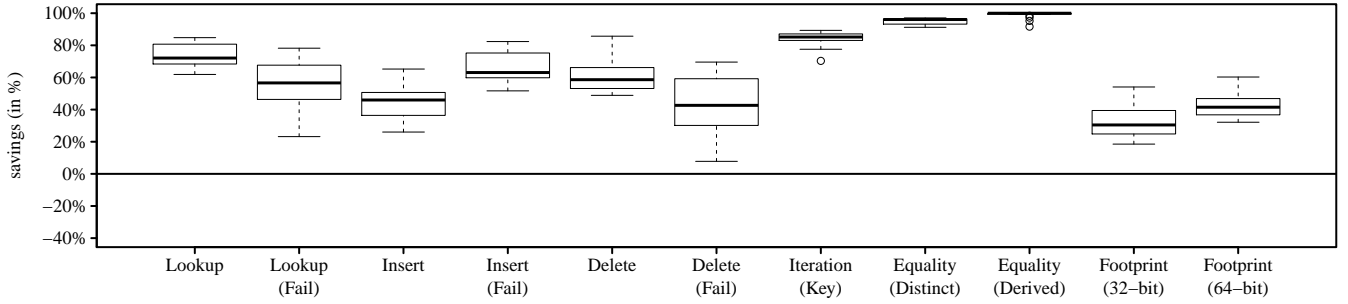 100%
80%
60%
40%
20%
0%
−20%
−40%
savings (in %)
Lookup
Lookup
(Fail)
Insert
Insert
(Fail)
Delete
Delete
(Fail)
Iteration
(Key)
Equality
(Distinct)
Equality
(Derived)
Footprint
(32−bit)
Footprint
(64−bit)